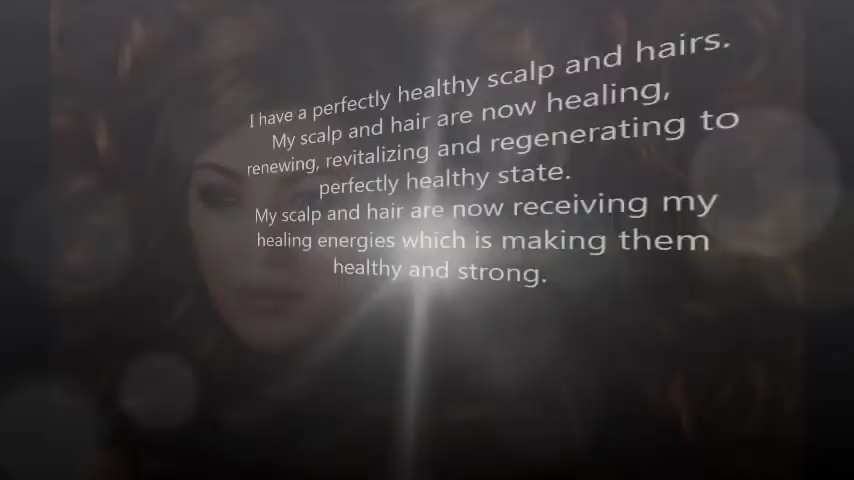 I have a perfectly healthy scalp and hairs.
My scalp and hair are now healing,
renewing, revitalizing and regenerating to
perfectly healthy state.
My scalp and hair are now receiving my
healing energies which is making them
healthy and strong.